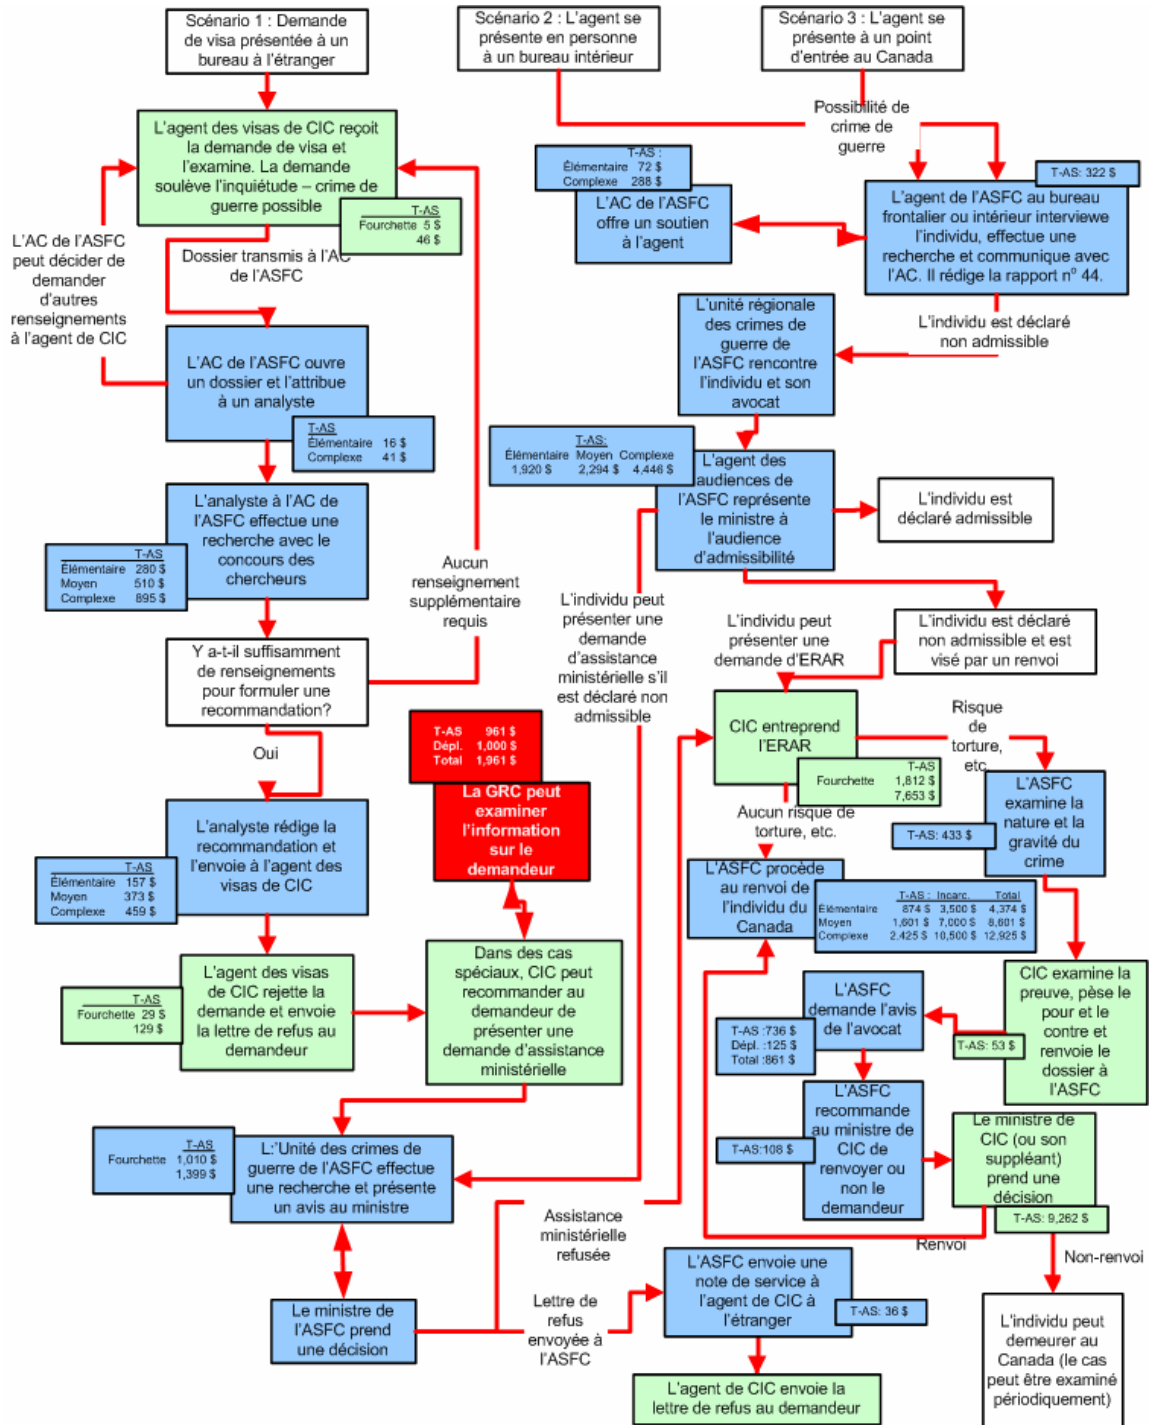 Scénario 1 : Demande
de visa présentée à un
bureau à l'étranger
Scénario 2 : L'agent se
présente en personne
à un bureau intérieur
Scénario 3 : L'agent se
présente à un point
d'entrée au Canada
Possibilité de
crime de
guerre
L'agent des visas de CIC reçoit
la demande de visa et
l'examine. La demande
soulève l'inquiétude – crime de
guerre possible
T-AS
Fourchette 5 $
46 $
T-AS :
Élémentaire 72 $
Complexe 288 $
L'AC de l'ASFC
offre un soutien
à l'agent
T-AS: 322 $
L'agent de l'ASFC au bureau
frontalier ou intérieur interviewe
l'individu, effectue une
recherche et communique avec
l'AC. Il rédige la rapport nº 44.
L'AC de l'ASFC
peut décider de
demander
d'autres
renseignements
à l'agent de CIC
Dossier transmis à l'AC
de l'ASFC
L'unité régionale
des crimes de
guerre de
l'ASFC rencontre
l'individu et son
avocat
L'individu est déclaré
non admissible
L'AC de l'ASFC ouvre
un dossier et l'attribue
à un analyste
T-AS
Élémentaire 16 $
Complexe 41 $
T-AS:
Élémentaire Moyen Complexe
1,920 $ 2,294 $ 4,446 $
L'agent des
audiences de
l'ASFC représente
le ministre à
l'audience
d'admissibilité
L'individu est
déclaré admissible
L'analyste à l'AC de
l'ASFC effectue une
recherche avec le
concours des
chercheurs
T-AS
Élémentaire 280 $
Moyen 510 $
Complexe 895 $
Aucun
renseignement
supplémentaire
requis
L'individu peut
présenter une
demande
d'assistance
ministérielle s'il
est déclaré non
admissible
L'individu peut
présenter une
demande d'ERAR
L'individu est déclaré
non admissible et est
visé par un renvoi
Y a-t-il suffisamment
de renseignements
pour formuler une
recommandation?
Oui
T-AS 961 $
Dépl. 1,000 $
Total 1,961 $
La GRC peut
examiner
l'information
sur le
demandeur
CIC entreprend
l'ERAR
T-AS
Fourchette 1,812 $
7,653 $
Risque
de
torture,
etc.
Aucun risque de
torture, etc.
L'ASFC
examine la
nature et la
gravité du
crime
T-AS: 433 $
L'analyste rédige la
recommandation et
l'envoie à l'agent des
visas de CIC
T-AS
Élémentaire 157 $
Moyen 373 $
Complexe 459 $
L'ASFC procède
au renvoi de
l'individu du
Canada
T-AS : Incarc. Total
Élémentaire 874 $ 3,500 $ 4,374 $
Moyen 1,601 $ 7,000 $ 8,601 $
Complexe 2,425 $ 10,500 $ 12,925 $
L'agent des visas
de CIC rejette la
demande et envoie
la lettre de refus au
demandeur
T-AS
Fourchette 29 $
129 $
Dans des cas
spéciaux, CIC peut
recommander au
demandeur de
présenter une
demande d'assistance
ministérielle
L'ASFC
demande l'avis
de l'avocat
T-AS :736 $
Dépl. :125 $
Total :861 $
CIC examine la
preuve, pèse le
pour et le
contre et
renvoie le
dossier à
l'ASFC
T-AS: 53 $
L'ASFC
recommande
au ministre de
CIC de
renvoyer ou
non le
demandeur
T-AS:108 $
Le ministre de
CIC (ou son
suppléant)
prend une
décision
T-AS: 9,262 $
T-AS
Fourchette 1,010 $
1,399 $
L:'Unité des crimes de
guerre de l'ASFC effectue
une recherche et présente
un avis au ministre
Assistance
ministérielle
refusée
Renvoi
Non-renvoi
Le ministre de
l'ASFC prend
une décision
Lettre de
refus
envoyée à
l'ASFC
L'ASFC envoie une
note de service à
l'agent de CIC à
l'étranger
T-AS: 36 $
L'individu peut
demeurer au
Canada (le cas
peut être examiné
périodiquement)
L'agent de CIC envoie la
lettre de refus au demandeur